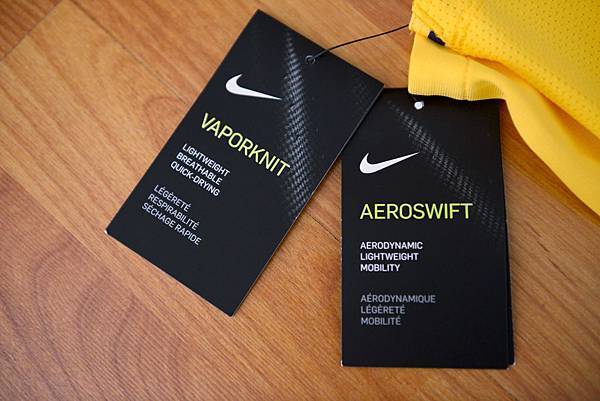 VAPORKNIT
LIGHTWEIGHT
BREATHABLE
QUICK-DRYING
LÉGÈRETÉ
RESPIRABILITÉ
SÉCHAGE RAPIDE
AEROSWIFT
AERODYNAMIC
LIGHTWEIGHT
MOBILITY
AÉRODYNAMIQUE
LÉGÈRETÉ
MOBILITÉ